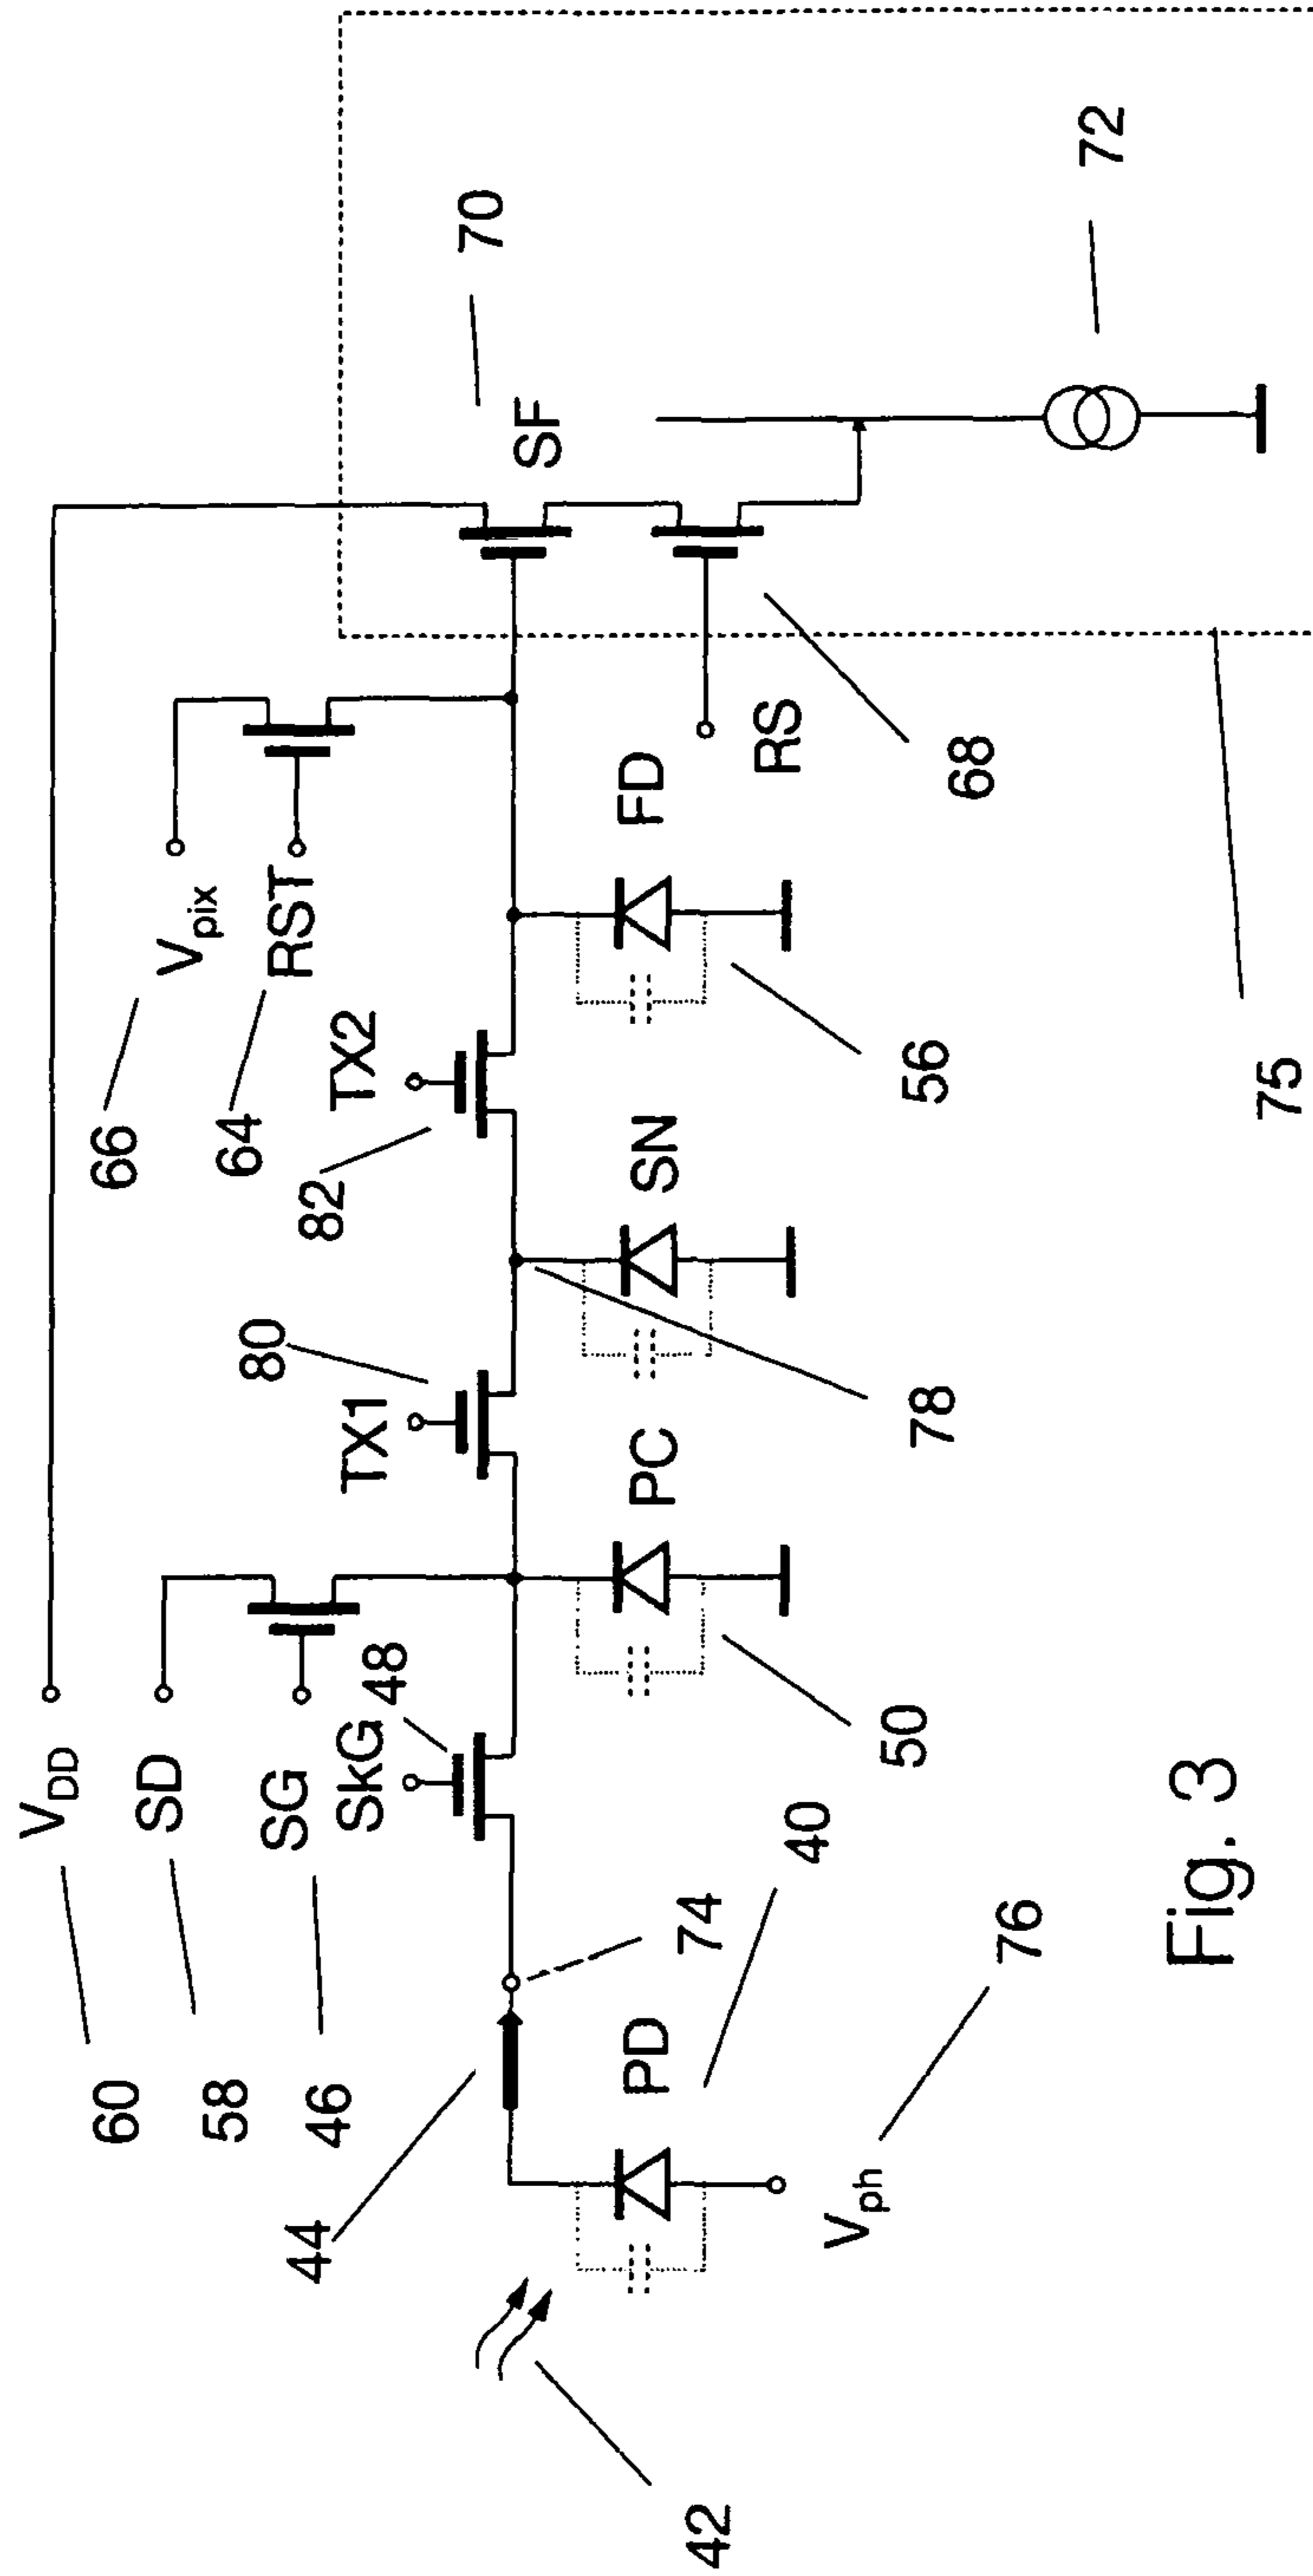 60
V_DD
58
SD
46
SG
SkG
48
66
V_pix
64
RST
TX1
80
82
TX2
SF
70
44
74
PD
40
PC
50
78
SN
56
FD
RS
68
72
42
V_ph
76
75
Fig. 3